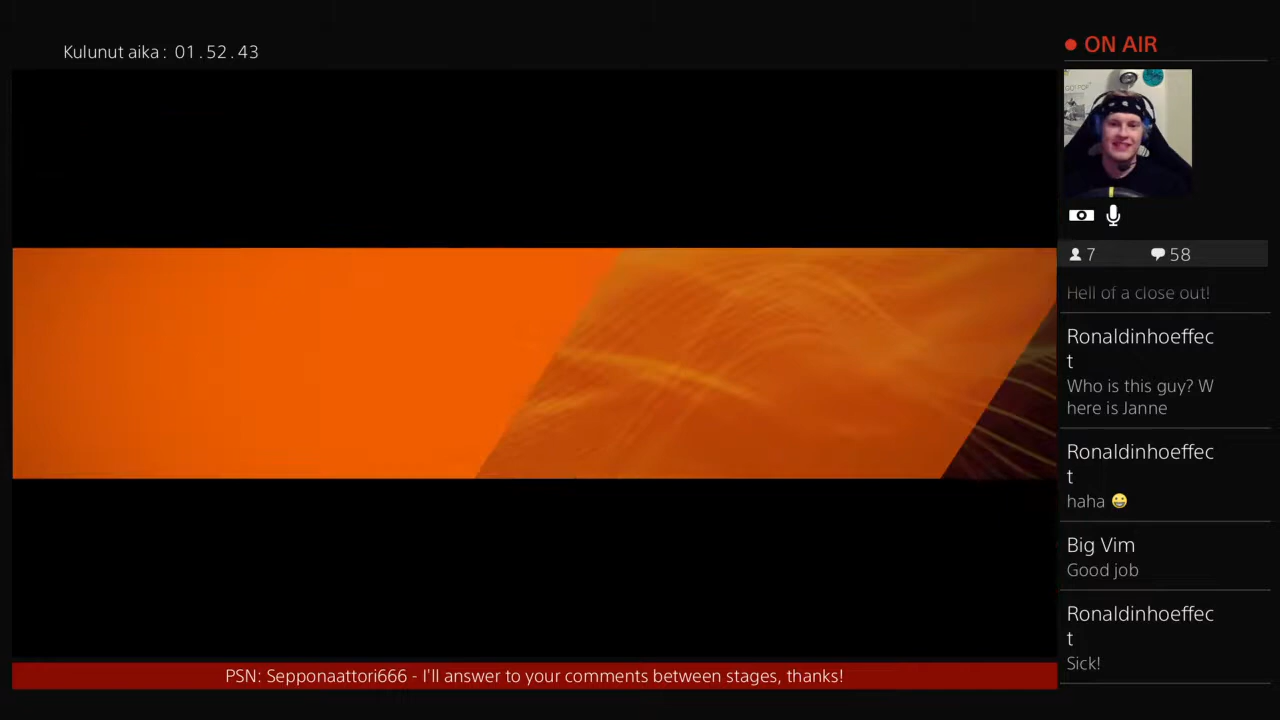 Kulunut aika : 01.52.43
ON AIR
7
58
Hell of a close out!
Ronaldinhoeffec
t
Who is this guy? W
here is Janne
Ronaldinhoeffec
t
haha 😀
Big Vim
Good job
Ronaldinhoeffec
t
Sick!
PSN: Sepponaattori666 - I'll answer to your comments between stages, thanks!